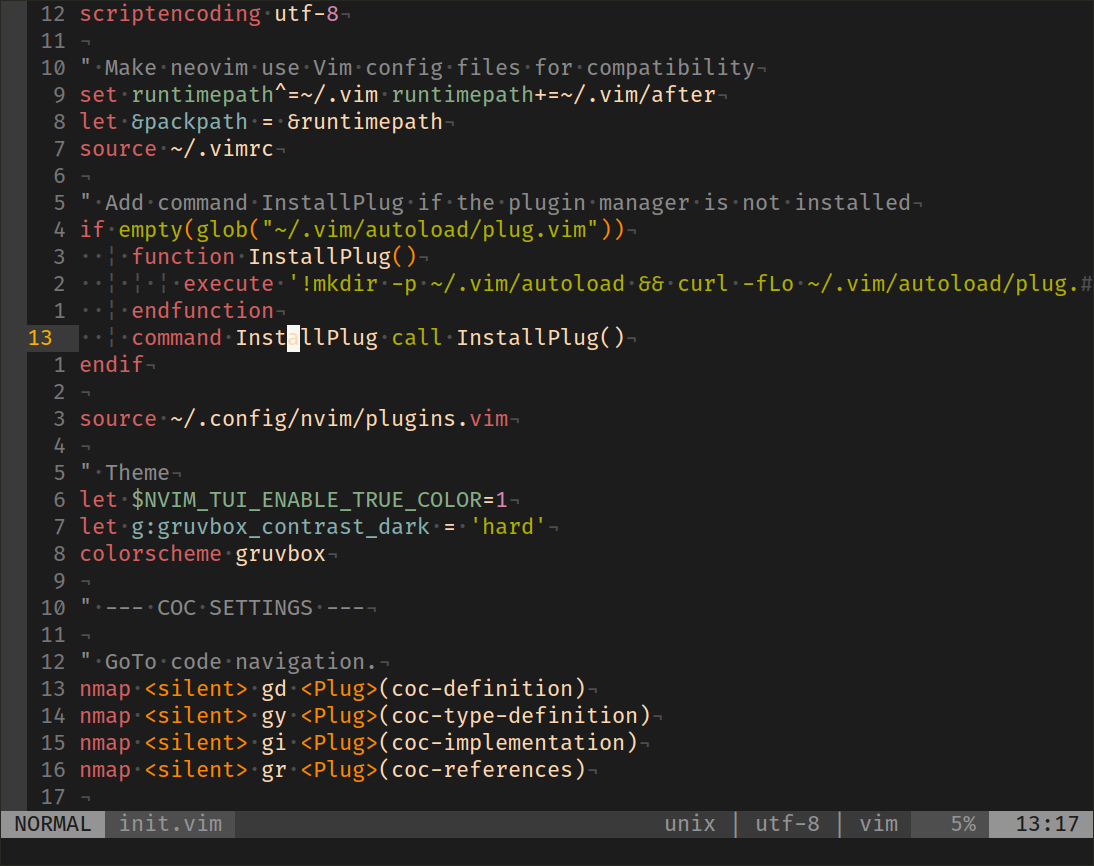 12 scriptencoding utf-8¬
11 ¬
10 "·Make·neovim·use·Vim·config·files·for·compatibility¬
9 set·runtimepath^=~/.vim·runtimepath+=~/.vim/after¬
8 let·&packpath·=·&runtimepath¬
7 source·~/.vimrc¬
6 ¬
5 "·Add·command·InstallPlug·if·the·plugin·manager·is·not·installed¬
4 if·empty(glob("~/.vim/autoload/plug.vim"))¬
3 ··¦·function·InstallPlug()¬
2 ··¦·¦·¦·execute·'!mkdir·-p·~/.vim/autoload·&&·curl·-fLo·~/.vim/autoload/plug.#
1 ··¦·endfunction¬
13 ··¦·command·InstallPlug·call·InstallPlug()¬
1 endif¬
2 ¬
3 source·~/.config/nvim/plugins.vim¬
4 ¬
5 "·Theme¬
6 let·$NVIM_TUI_ENABLE_TRUE_COLOR=1¬
7 let·g:gruvbox_contrast_dark·=·'hard'¬
8 colorscheme·gruvbox¬
9 ¬
10 "·---·COC·SETTINGS·---¬
11 ¬
12 "·GoTo·code·navigation.¬
13 nmap·<silent>·gd·<Plug>(coc-definition)¬
14 nmap·<silent>·gy·<Plug>(coc-type-definition)¬
15 nmap·<silent>·gi·<Plug>(coc-implementation)¬
16 nmap·<silent>·gr·<Plug>(coc-references)¬
17 ¬
NORMAL init.vim unix │ utf-8 │ vim 5% 13:17